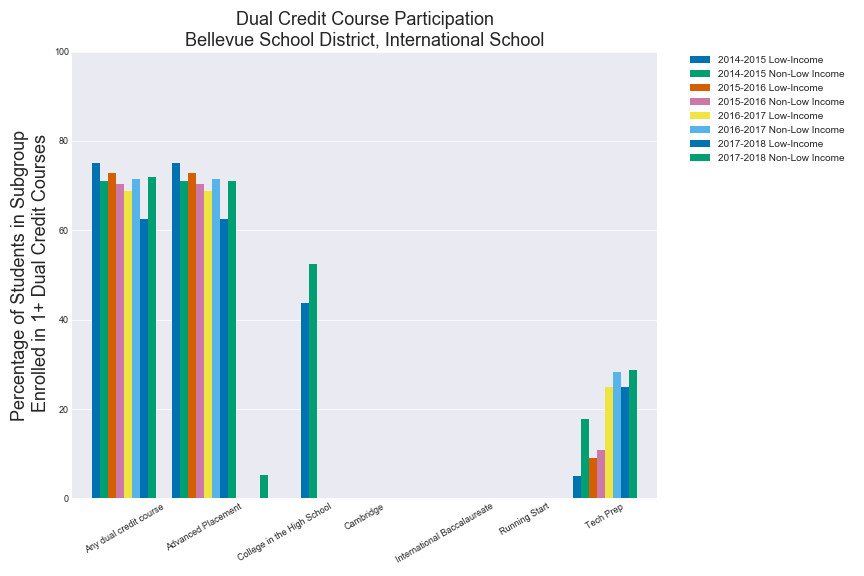 Dual Credit Course Participation
Bellevue School District, International School
Percentage of Students in Subgroup
Enrolled in 1+ Dual Credit Courses
100
80
60
40
20
0
Any dual credit course
Advanced Placement
College in the High School
Cambridge
International Baccalaureate
Running Start
Tech Prep
2014-2015 Low-Income
2014-2015 Non-Low Income
2015-2016 Low-Income
2015-2016 Non-Low Income
2016-2017 Low-Income
2016-2017 Non-Low Income
2017-2018 Low-Income
2017-2018 Non-Low Income